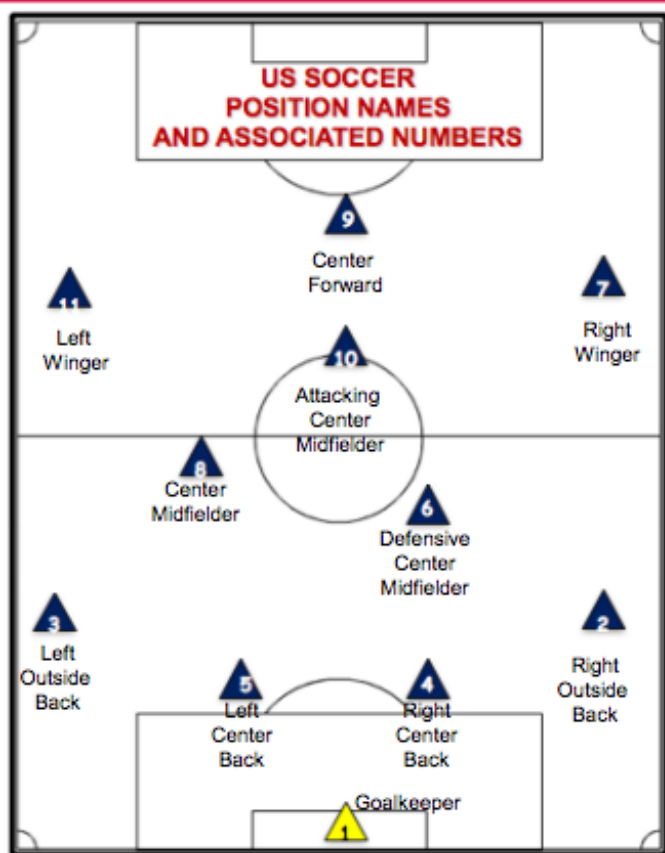 US SOCCER
POSITION NAMES
AND ASSOCIATED NUMBERS
9
Center
Forward
11
Left
Winger
7
Right
Winger
10
Attacking
Center
Midfielder
8
Center
Midfielder
6
Defensive
Center
Midfielder
3
Left
Outside
Back
2
Right
Outside
Back
5
Left
Center
Back
4
Right
Center
Back
Goalkeeper
1